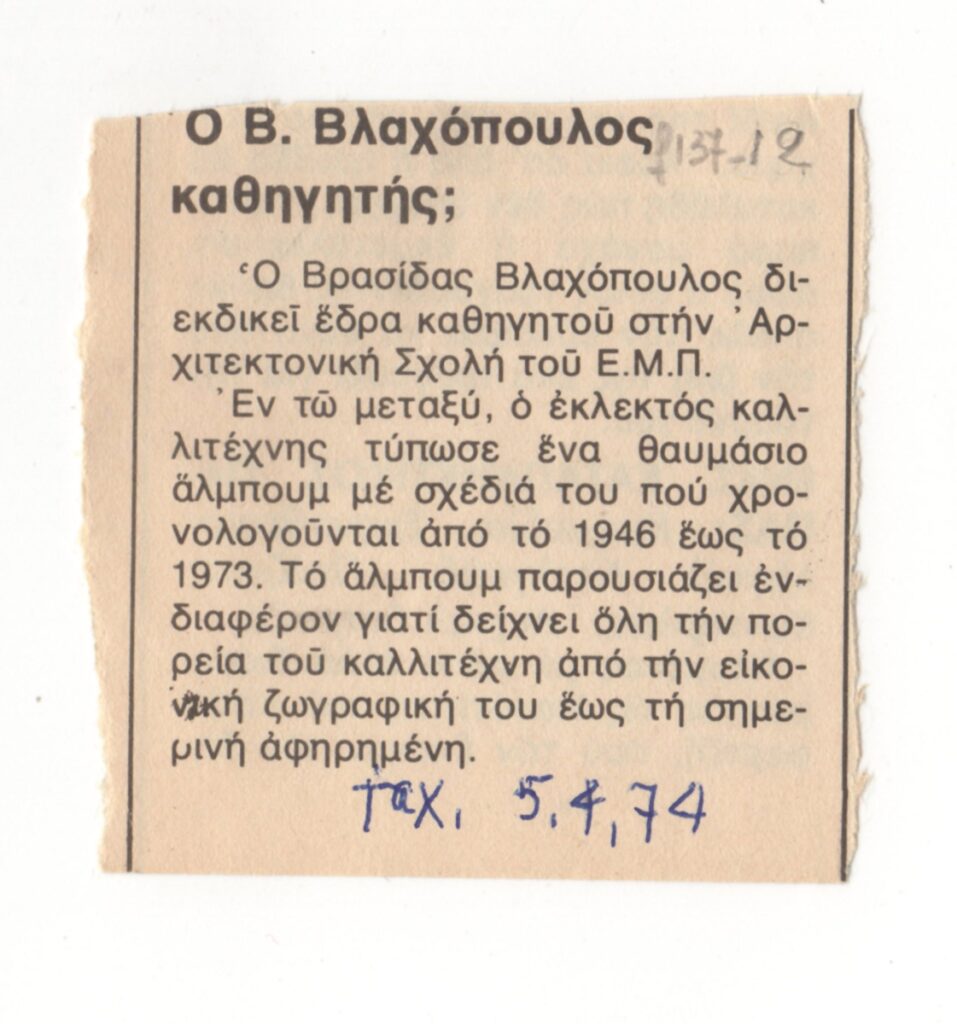 Ο Β. Βλαχόπουλος
καθηγητής;
Ὁ Βρασίδας Βλαχόπουλος δι-
εκδικεῖ ἕδρα καθηγητοῦ στήν Ἀρ-
χιτεκτονική Σχολή τοῦ Ε.Μ.Π.
Ἐν τῶ μεταξύ, ὁ ἐκλεκτός καλ-
λιτέχνης τύπωσε ἕνα θαυμάσιο
ἄλμπουμ μέ σχέδιά του πού χρο-
νολογοῦνται ἀπό τό 1946 ἕως τό
1973. Τό ἄλμπουμ παρουσιάζει ἐν-
διαφέρον γιατί δείχνει ὅλη τήν πο-
ρεία τοῦ καλλιτέχνη ἀπό τήν εἰκο-
νική ζωγραφική του ἕως τή σημε-
ρινή ἀφηρημένη.
ταχ. 5.4.74